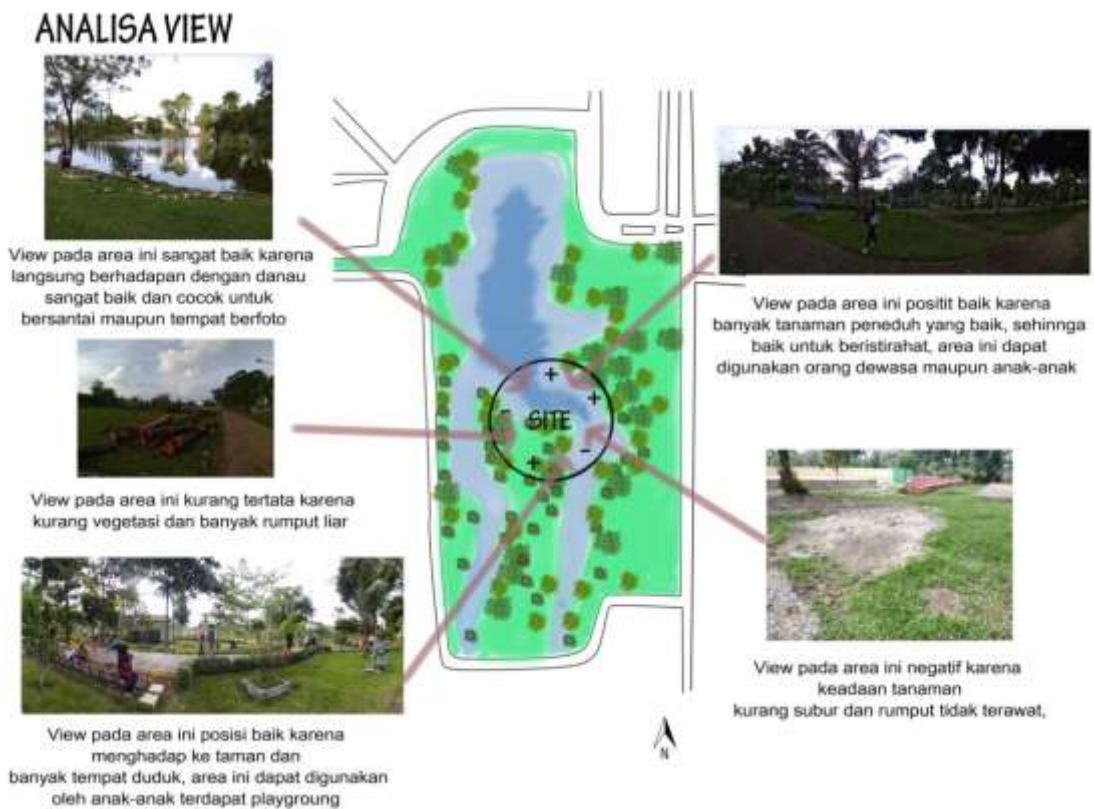 ANALISA VIEW
View pada area ini sangat baik karena
langsung berhadapan dengan danau
sangat baik dan cocok untuk
bersantai maupun tempat berfoto
View pada area ini kurang tertata karena
kurang vegetasi dan banyak rumput liar
View pada area ini posisi baik karena
menghadap ke taman dan
banyak tempat duduk, area ini dapat digunakan
oleh anak-anak terdapat playgroung
SITE
+
+
-
-
+
View pada area ini positit baik karena
banyak tanaman peneduh yang baik, sehinnga
baik untuk beristirahat, area ini dapat
digunakan orang dewasa maupun anak-anak
View pada area ini negatif karena
keadaan tanaman
kurang subur dan rumput tidak terawat,
N